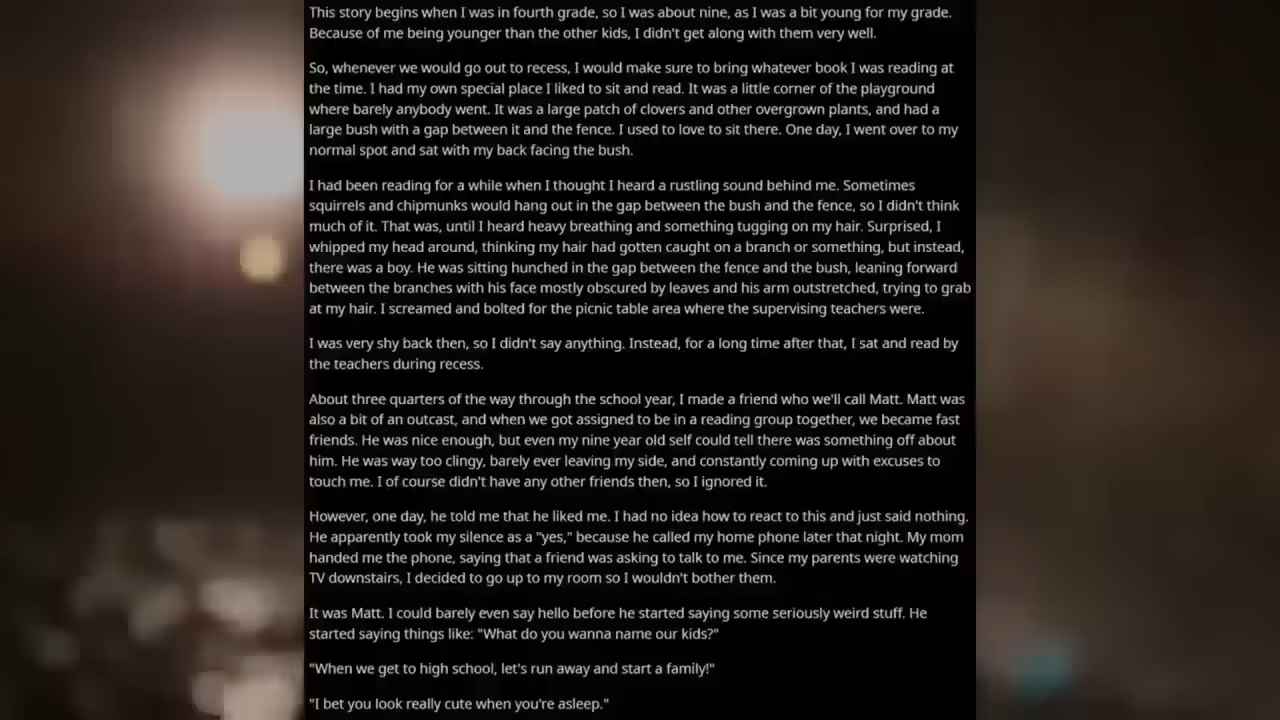 This story begins when I was in fourth grade, so I was about nine, as I was a bit young for my grade.
Because of me being younger than the other kids, I didn't get along with them very well.
So, whenever we would go out to recess, I would make sure to bring whatever book I was reading at
the time. I had my own special place I liked to sit and read. It was a little corner of the playground
where barely anybody went. It was a large patch of clovers and other overgrown plants, and had a
large bush with a gap between it and the fence. I used to love to sit there. One day, I went over to my
normal spot and sat with my back facing the bush.
I had been reading for a while when I thought I heard a rustling sound behind me. Sometimes
squirrels and chipmunks would hang out in the gap between the bush and the fence, so I didn't think
much of it. That was, until I heard heavy breathing and something tugging on my hair. Surprised, I
whipped my head around, thinking my hair had gotten caught on a branch or something, but instead,
there was a boy. He was sitting hunched in the gap between the fence and the bush, leaning forward
between the branches with his face mostly obscured by leaves and his arm outstretched, trying to grab
at my hair. I screamed and bolted for the picnic table area where the supervising teachers were.
I was very shy back then, so I didn't say anything. Instead, for a long time after that, I sat and read by
the teachers during recess.
About three quarters of the way through the school year, I made a friend who we'll call Matt. Matt was
also a bit of an outcast, and when we got assigned to be in a reading group together, we became fast
friends. He was nice enough, but even my nine year old self could tell there was something off about
him. He was way too clingy, barely ever leaving my side, and constantly coming up with excuses to
touch me. I of course didn't have any other friends then, so I ignored it.
However, one day, he told me that he liked me. I had no idea how to react to this and just said nothing.
He apparently took my silence as a "yes," because he called my home phone later that night. My mom
handed me the phone, saying that a friend was asking to talk to me. Since my parents were watching
TV downstairs, I decided to go up to my room so I wouldn't bother them.
It was Matt. I could barely even say hello before he started saying some seriously weird stuff. He
started saying things like: "What do you wanna name our kids?"
"When we get to high school, let's run away and start a family!"
"I bet you look really cute when you're asleep."